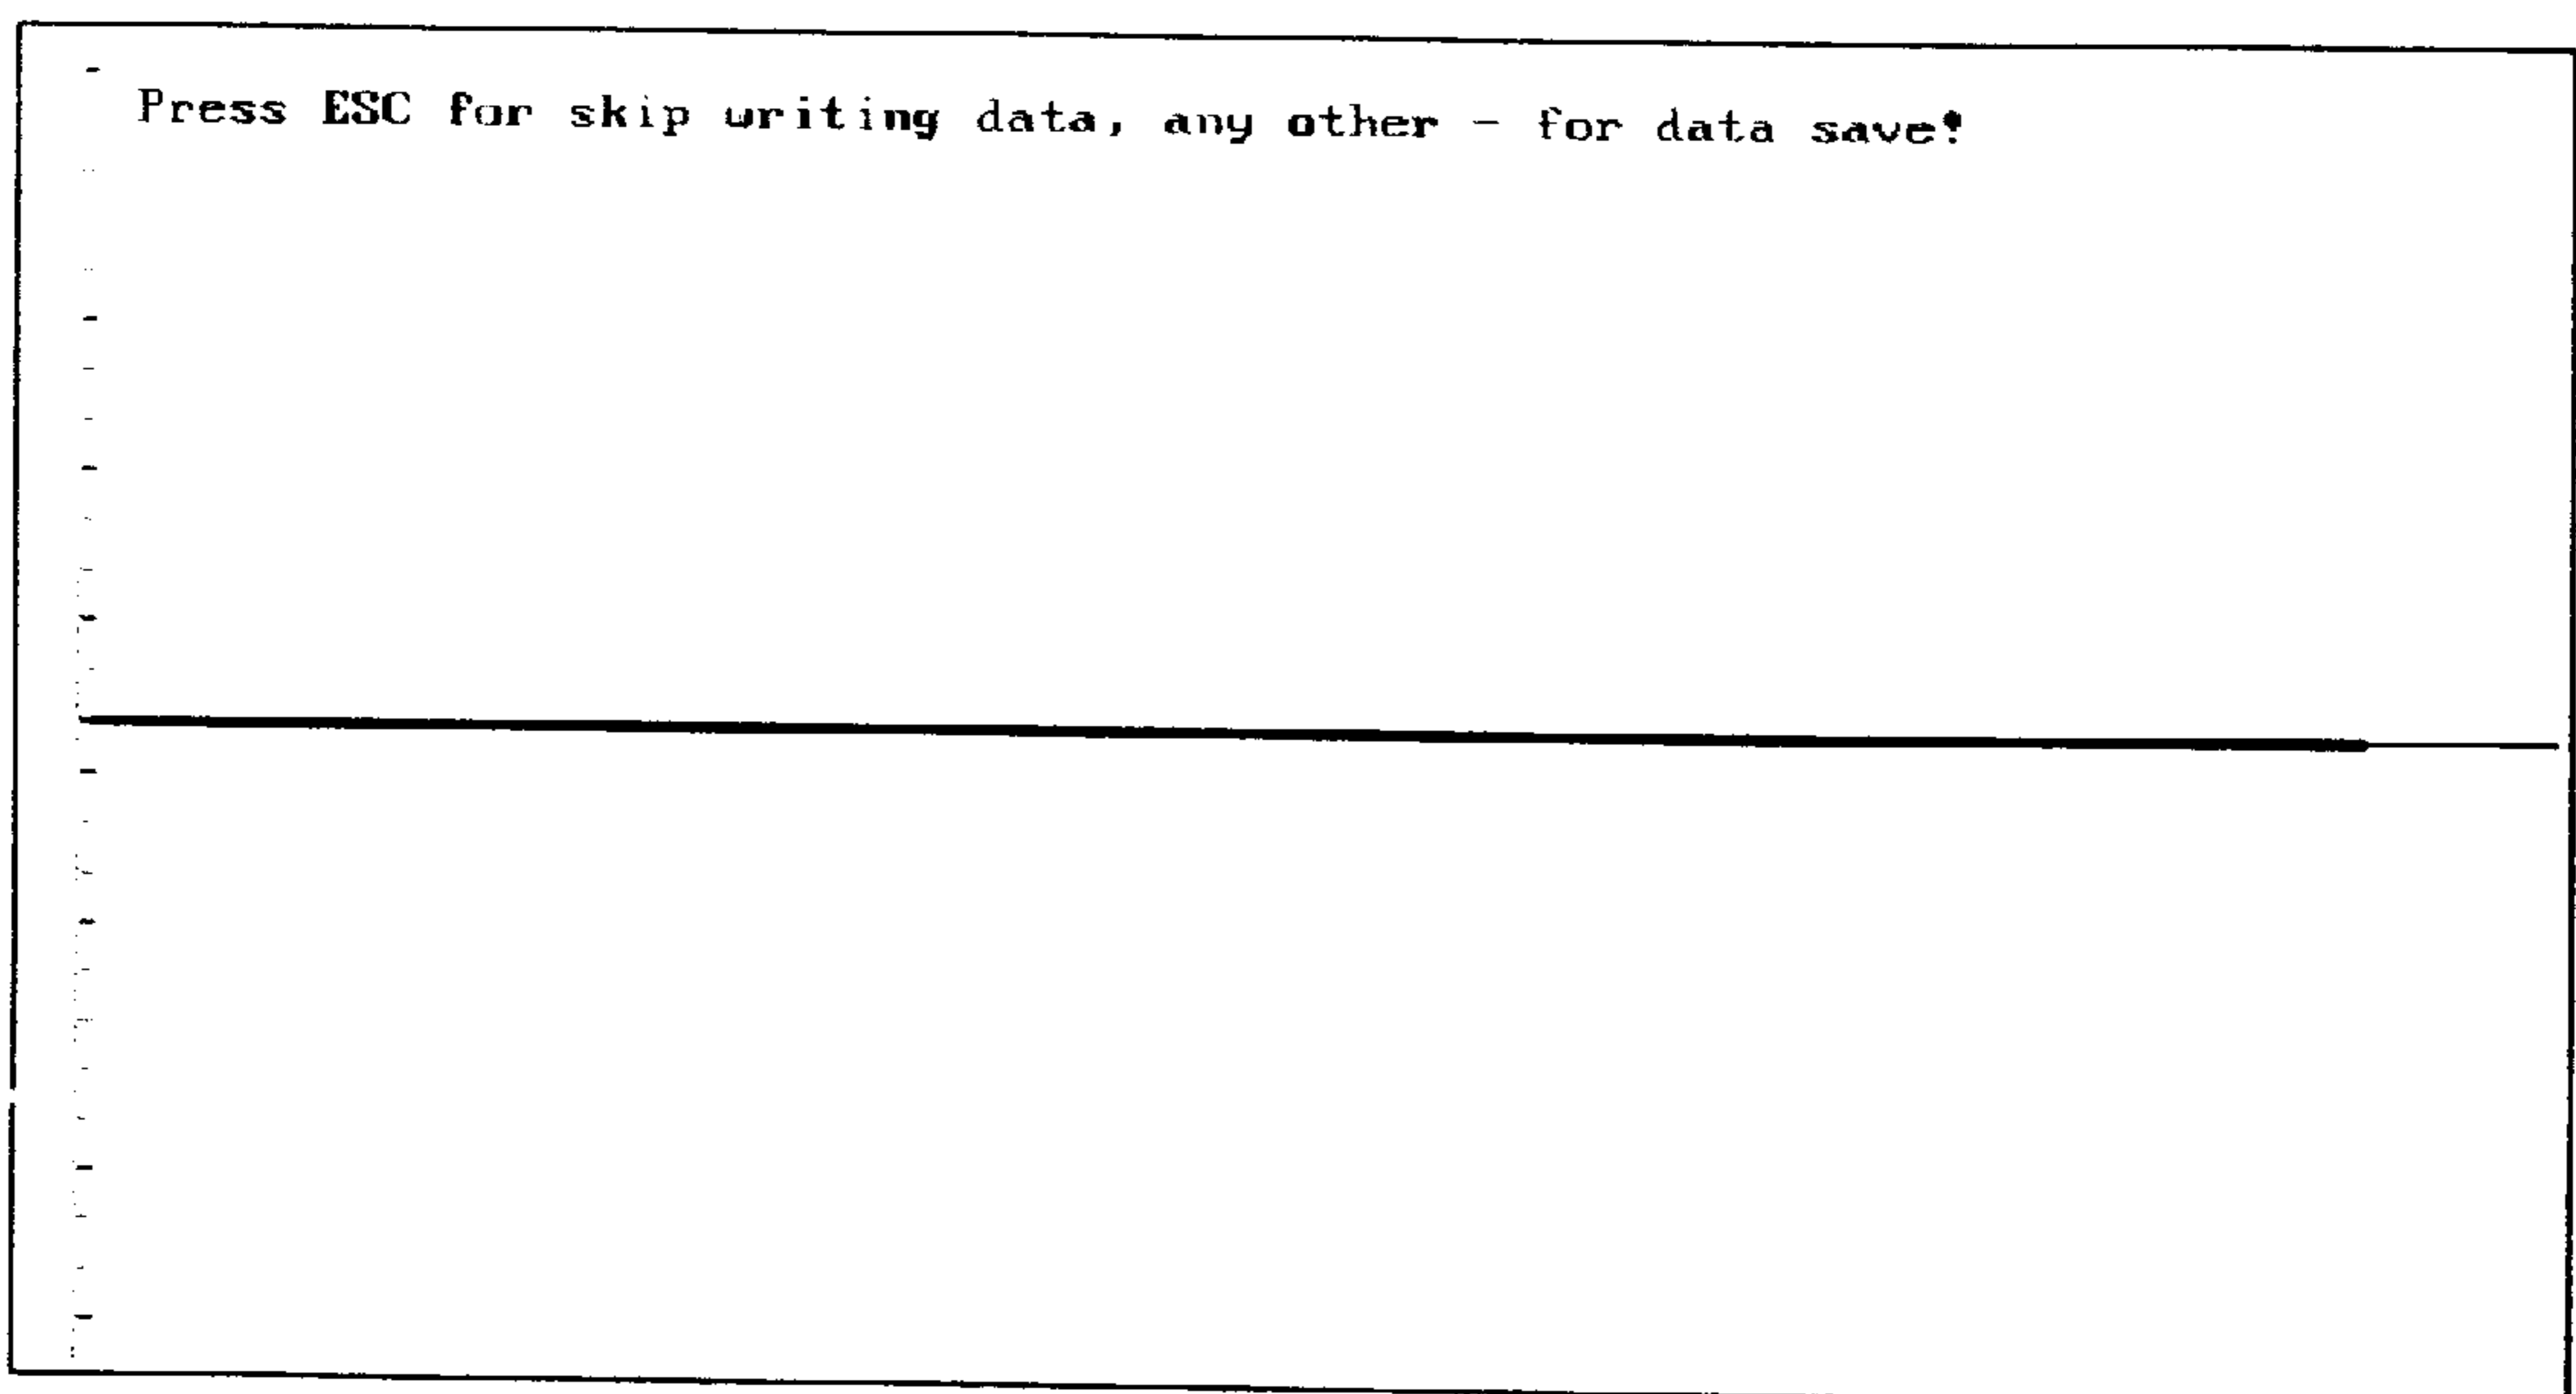 Press ESC for skip writing data, any other - for data save!